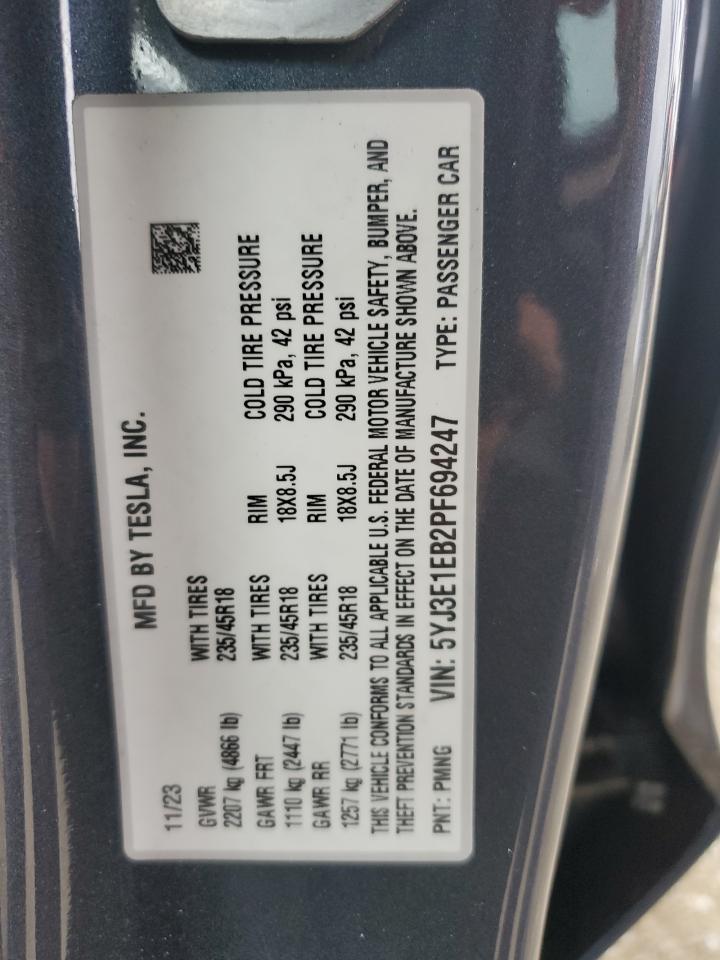 MFD BY TESLA, INC.
11/23
GVWR WITH TIRES
2207 kg (4866 lb) 235/45R18
GAWR FRT WITH TIRES RIM COLD TIRE PRESSURE
1110 kg (2447 lb) 235/45R18 18X8.5J 290 kPa, 42 psi
GAWR RR WITH TIRES RIM COLD TIRE PRESSURE
1257 kg (2771 lb) 235/45R18 18X8.5J 290 kPa, 42 psi
THIS VEHICLE CONFORMS TO ALL APPLICABLE U.S. FEDERAL MOTOR VEHICLE SAFETY, BUMPER, AND
THEFT PREVENTION STANDARDS IN EFFECT ON THE DATE OF MANUFACTURE SHOWN ABOVE.
PNT: PMNG VIN: 5YJ3E1EB2PF694247 TYPE: PASSENGER CAR